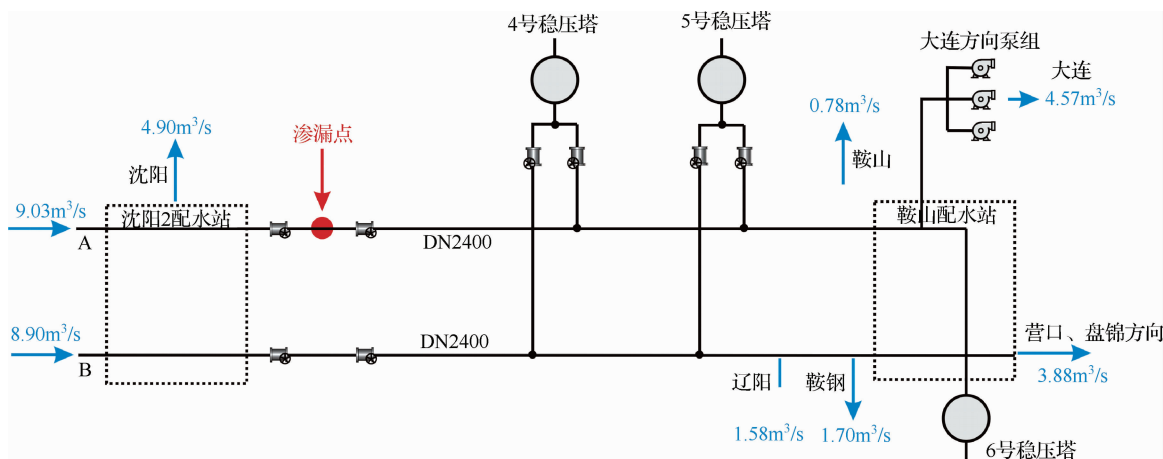 4号稳压塔
5号稳压塔
大连方向泵组
大连
4.57m³/s
0.78m³/s
鞍山
4.90m³/s
沈阳
渗漏点
9.03m³/s
沈阳2配水站
鞍山配水站
A
DN2400
8.90m³/s
B
DN2400
营口、盘锦方向
3.88m³/s
辽阳
鞍钢
1.58m³/s
1.70m³/s
6号稳压塔